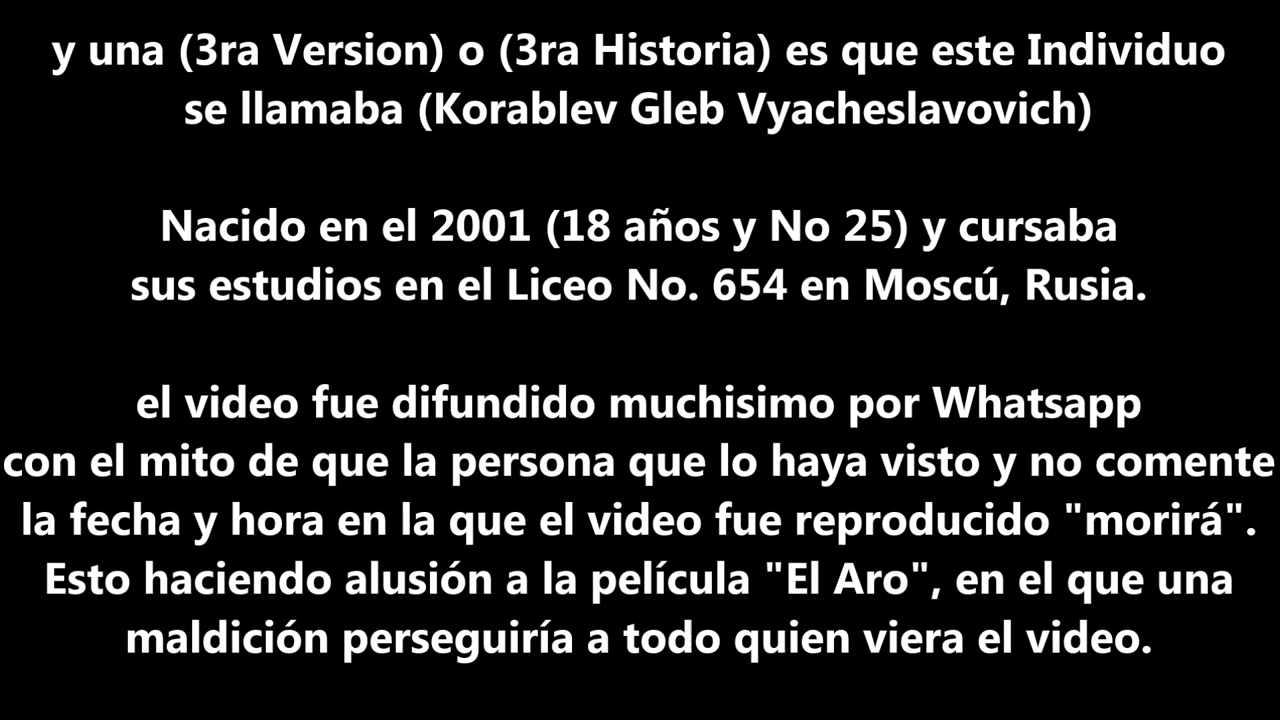 y una (3ra Version) o (3ra Historia) es que este Individuo
se llamaba (Korablev Gleb Vyacheslavovich)
Nacido en el 2001 (18 años y No 25) y cursaba
sus estudios en el Liceo No. 654 en Moscú, Rusia.
el video fue difundido muchisimo por Whatsapp
con el mito de que la persona que lo haya visto y no comente
la fecha y hora en la que el video fue reproducido "morirá".
Esto haciendo alusión a la película "El Aro", en el que una
maldición perseguiría a todo quien viera el video.